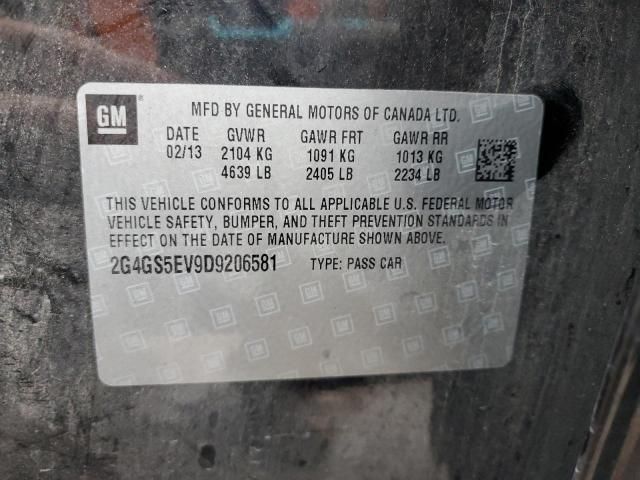 GM
MFD BY GENERAL MOTORS OF CANADA LTD.
DATE GVWR GAWR FRT GAWR RR
02/13 2104 KG 1091 KG 1013 KG
4639 LB 2405 LB 2234 LB
THIS VEHICLE CONFORMS TO ALL APPLICABLE U.S. FEDERAL MOTOR
VEHICLE SAFETY, BUMPER, AND THEFT PREVENTION STANDARDS IN
EFFECT ON THE DATE OF MANUFACTURE SHOWN ABOVE.
2G4GS5EV9D9206581 TYPE: PASS CAR